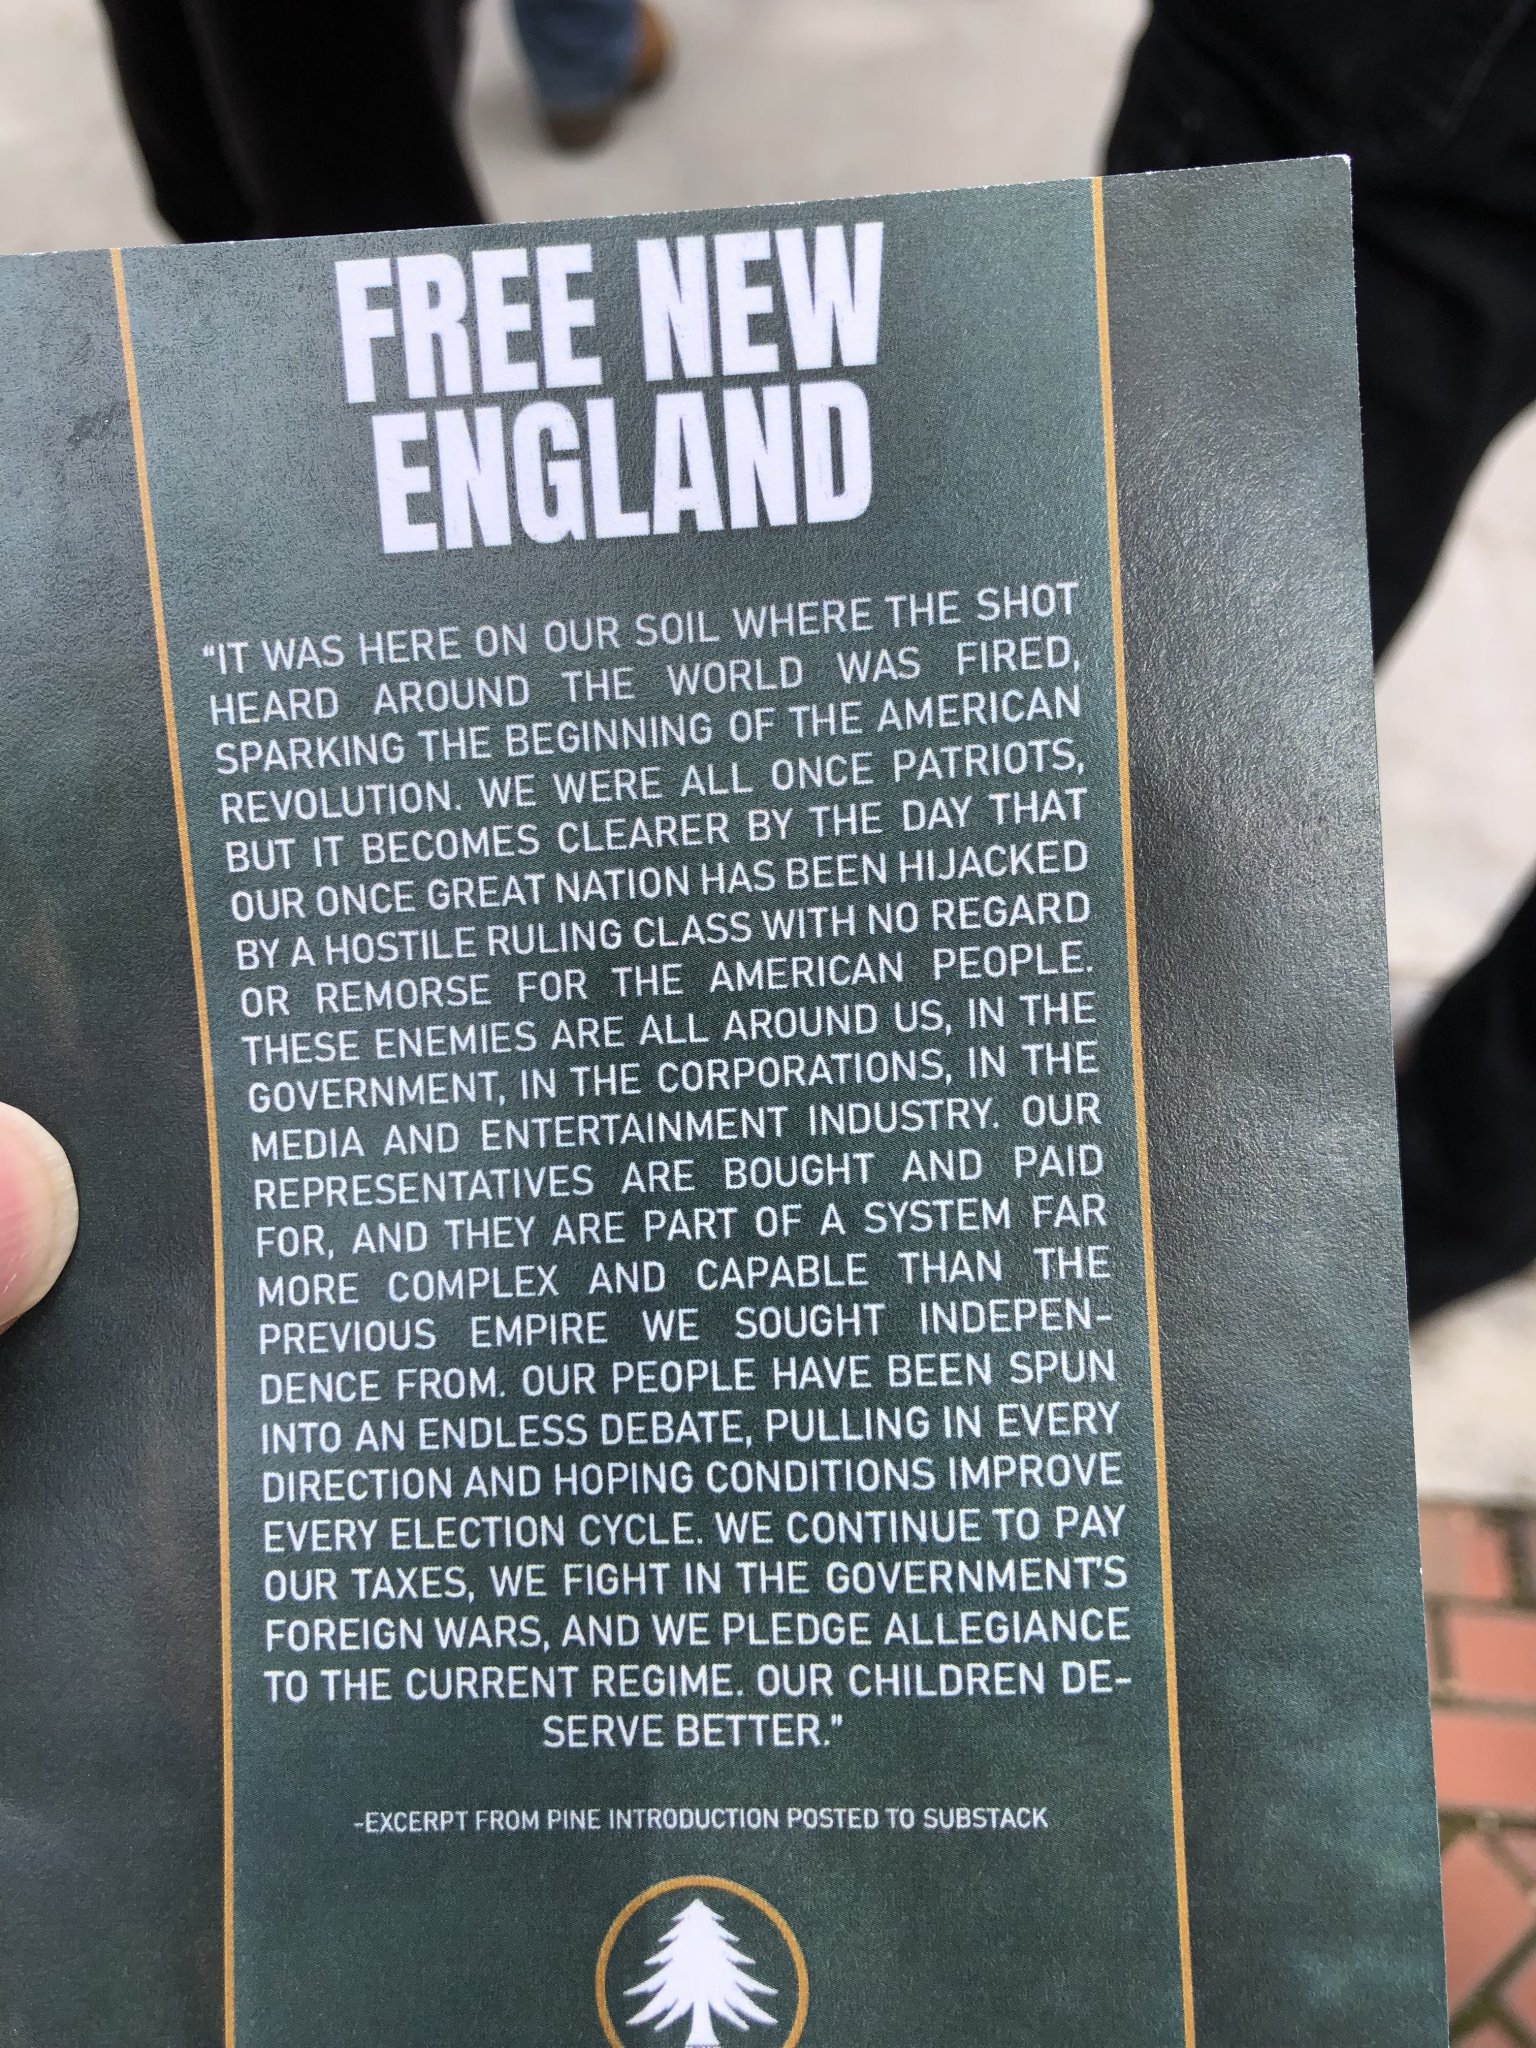 FREE NEW
ENGLAND
“IT WAS HERE ON OUR SOIL WHERE THE SHOT
HEARD AROUND THE WORLD WAS FIRED,
SPARKING THE BEGINNING OF THE AMERICAN
REVOLUTION. WE WERE ALL ONCE PATRIOTS,
BUT IT BECOMES CLEARER BY THE DAY THAT
OUR ONCE GREAT NATION HAS BEEN HIJACKED
BY A HOSTILE RULING CLASS WITH NO REGARD
OR REMORSE FOR THE AMERICAN PEOPLE.
THESE ENEMIES ARE ALL AROUND US, IN THE
GOVERNMENT, IN THE CORPORATIONS, IN THE
MEDIA AND ENTERTAINMENT INDUSTRY. OUR
REPRESENTATIVES ARE BOUGHT AND PAID
FOR, AND THEY ARE PART OF A SYSTEM FAR
MORE COMPLEX AND CAPABLE THAN THE
PREVIOUS EMPIRE WE SOUGHT INDEPEN-
DENCE FROM. OUR PEOPLE HAVE BEEN SPUN
INTO AN ENDLESS DEBATE, PULLING IN EVERY
DIRECTION AND HOPING CONDITIONS IMPROVE
EVERY ELECTION CYCLE. WE CONTINUE TO PAY
OUR TAXES, WE FIGHT IN THE GOVERNMENT'S
FOREIGN WARS, AND WE PLEDGE ALLEGIANCE
TO THE CURRENT REGIME. OUR CHILDREN DE-
SERVE BETTER.”
-EXCERPT FROM PINE INTRODUCTION POSTED TO SUBSTACK